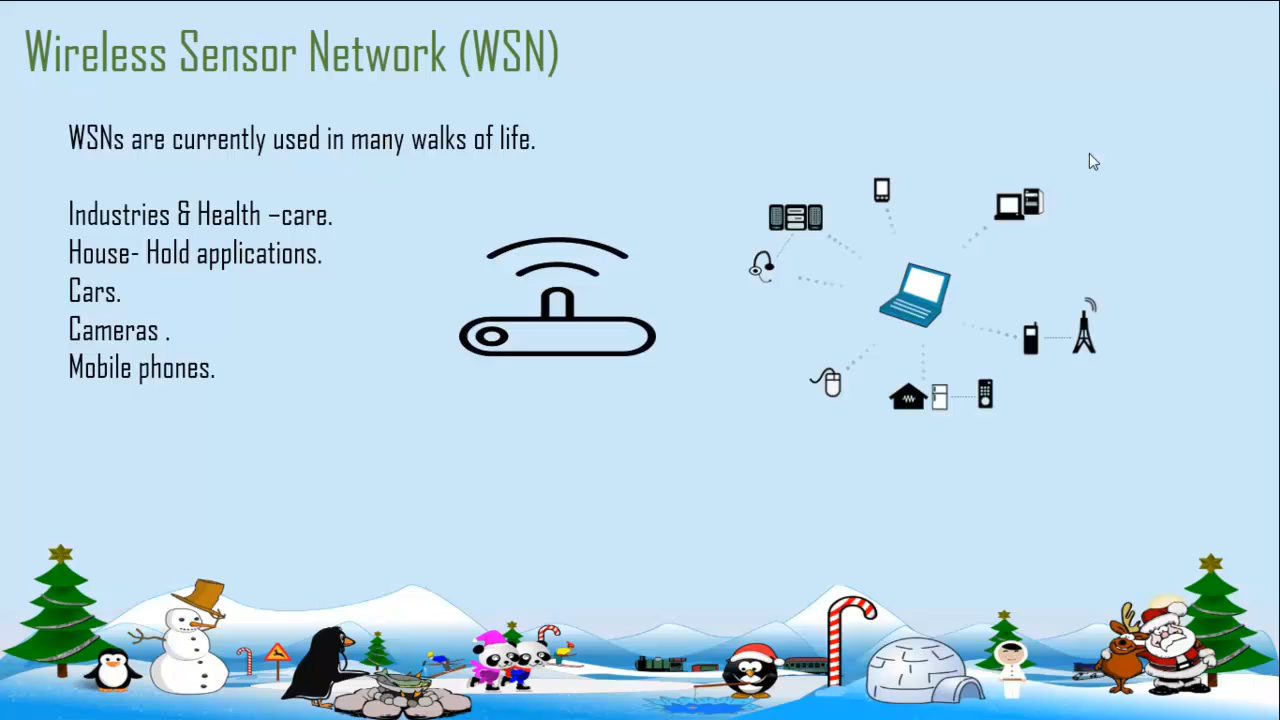 Wireless Sensor Network (WSN)
WSNs are currently used in many walks of life.
Industries & Health –care.
House- Hold applications.
Cars.
Cameras .
Mobile phones.